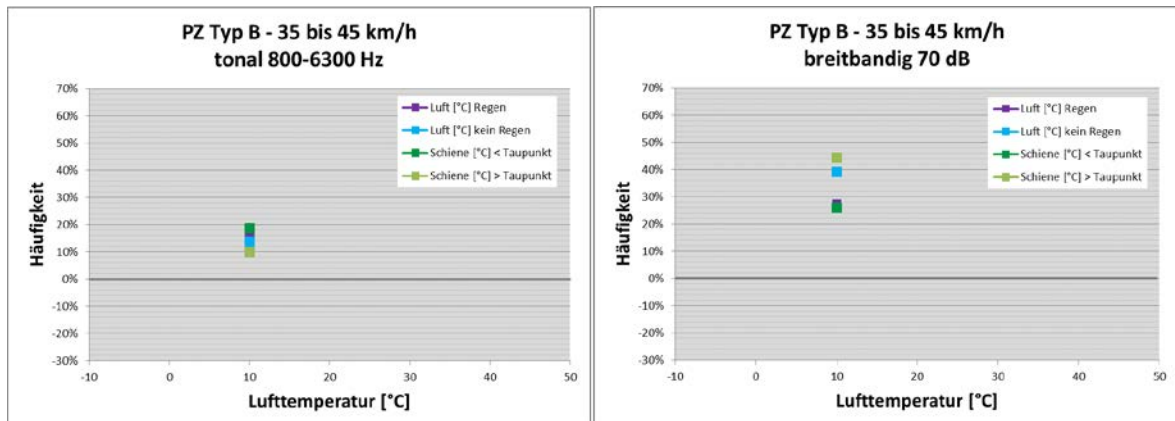 PZ Typ B - 35 bis 45 km/h
tonal 800-6300 Hz
70%
60%
50%
40%
30%
20%
10%
0%
-10%
-20%
-30%
Häufigkeit
Luft [°C] Regen
Luft [°C] kein Regen
Schiene [°C] < Taupunkt
Schiene [°C] > Taupunkt
-10 0 10 20 30 40 50
Lufttemperatur [°C]
PZ Typ B - 35 bis 45 km/h
breitbandig 70 dB
70%
60%
50%
40%
30%
20%
10%
0%
-10%
-20%
-30%
Häufigkeit
Luft [°C] Regen
Luft [°C] kein Regen
Schiene [°C] < Taupunkt
Schiene [°C] > Taupunkt
-10 0 10 20 30 40 50
Lufttemperatur [°C]